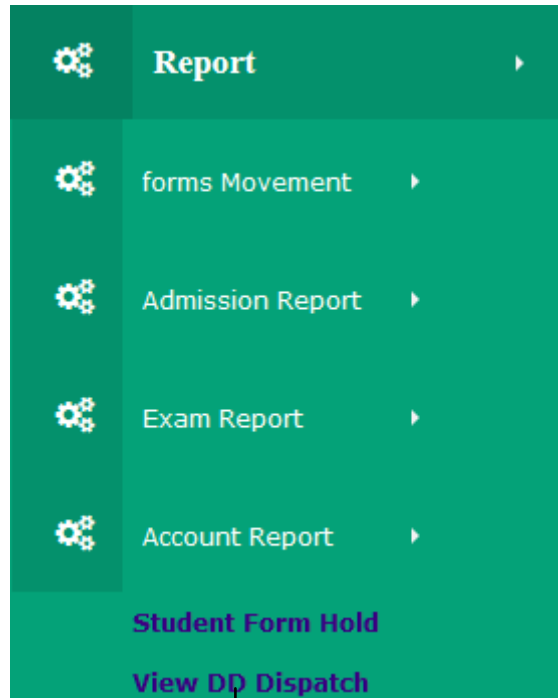 Report
forms Movement
Admission Report
Exam Report
Account Report
Student Form Hold
View DD Dispatch